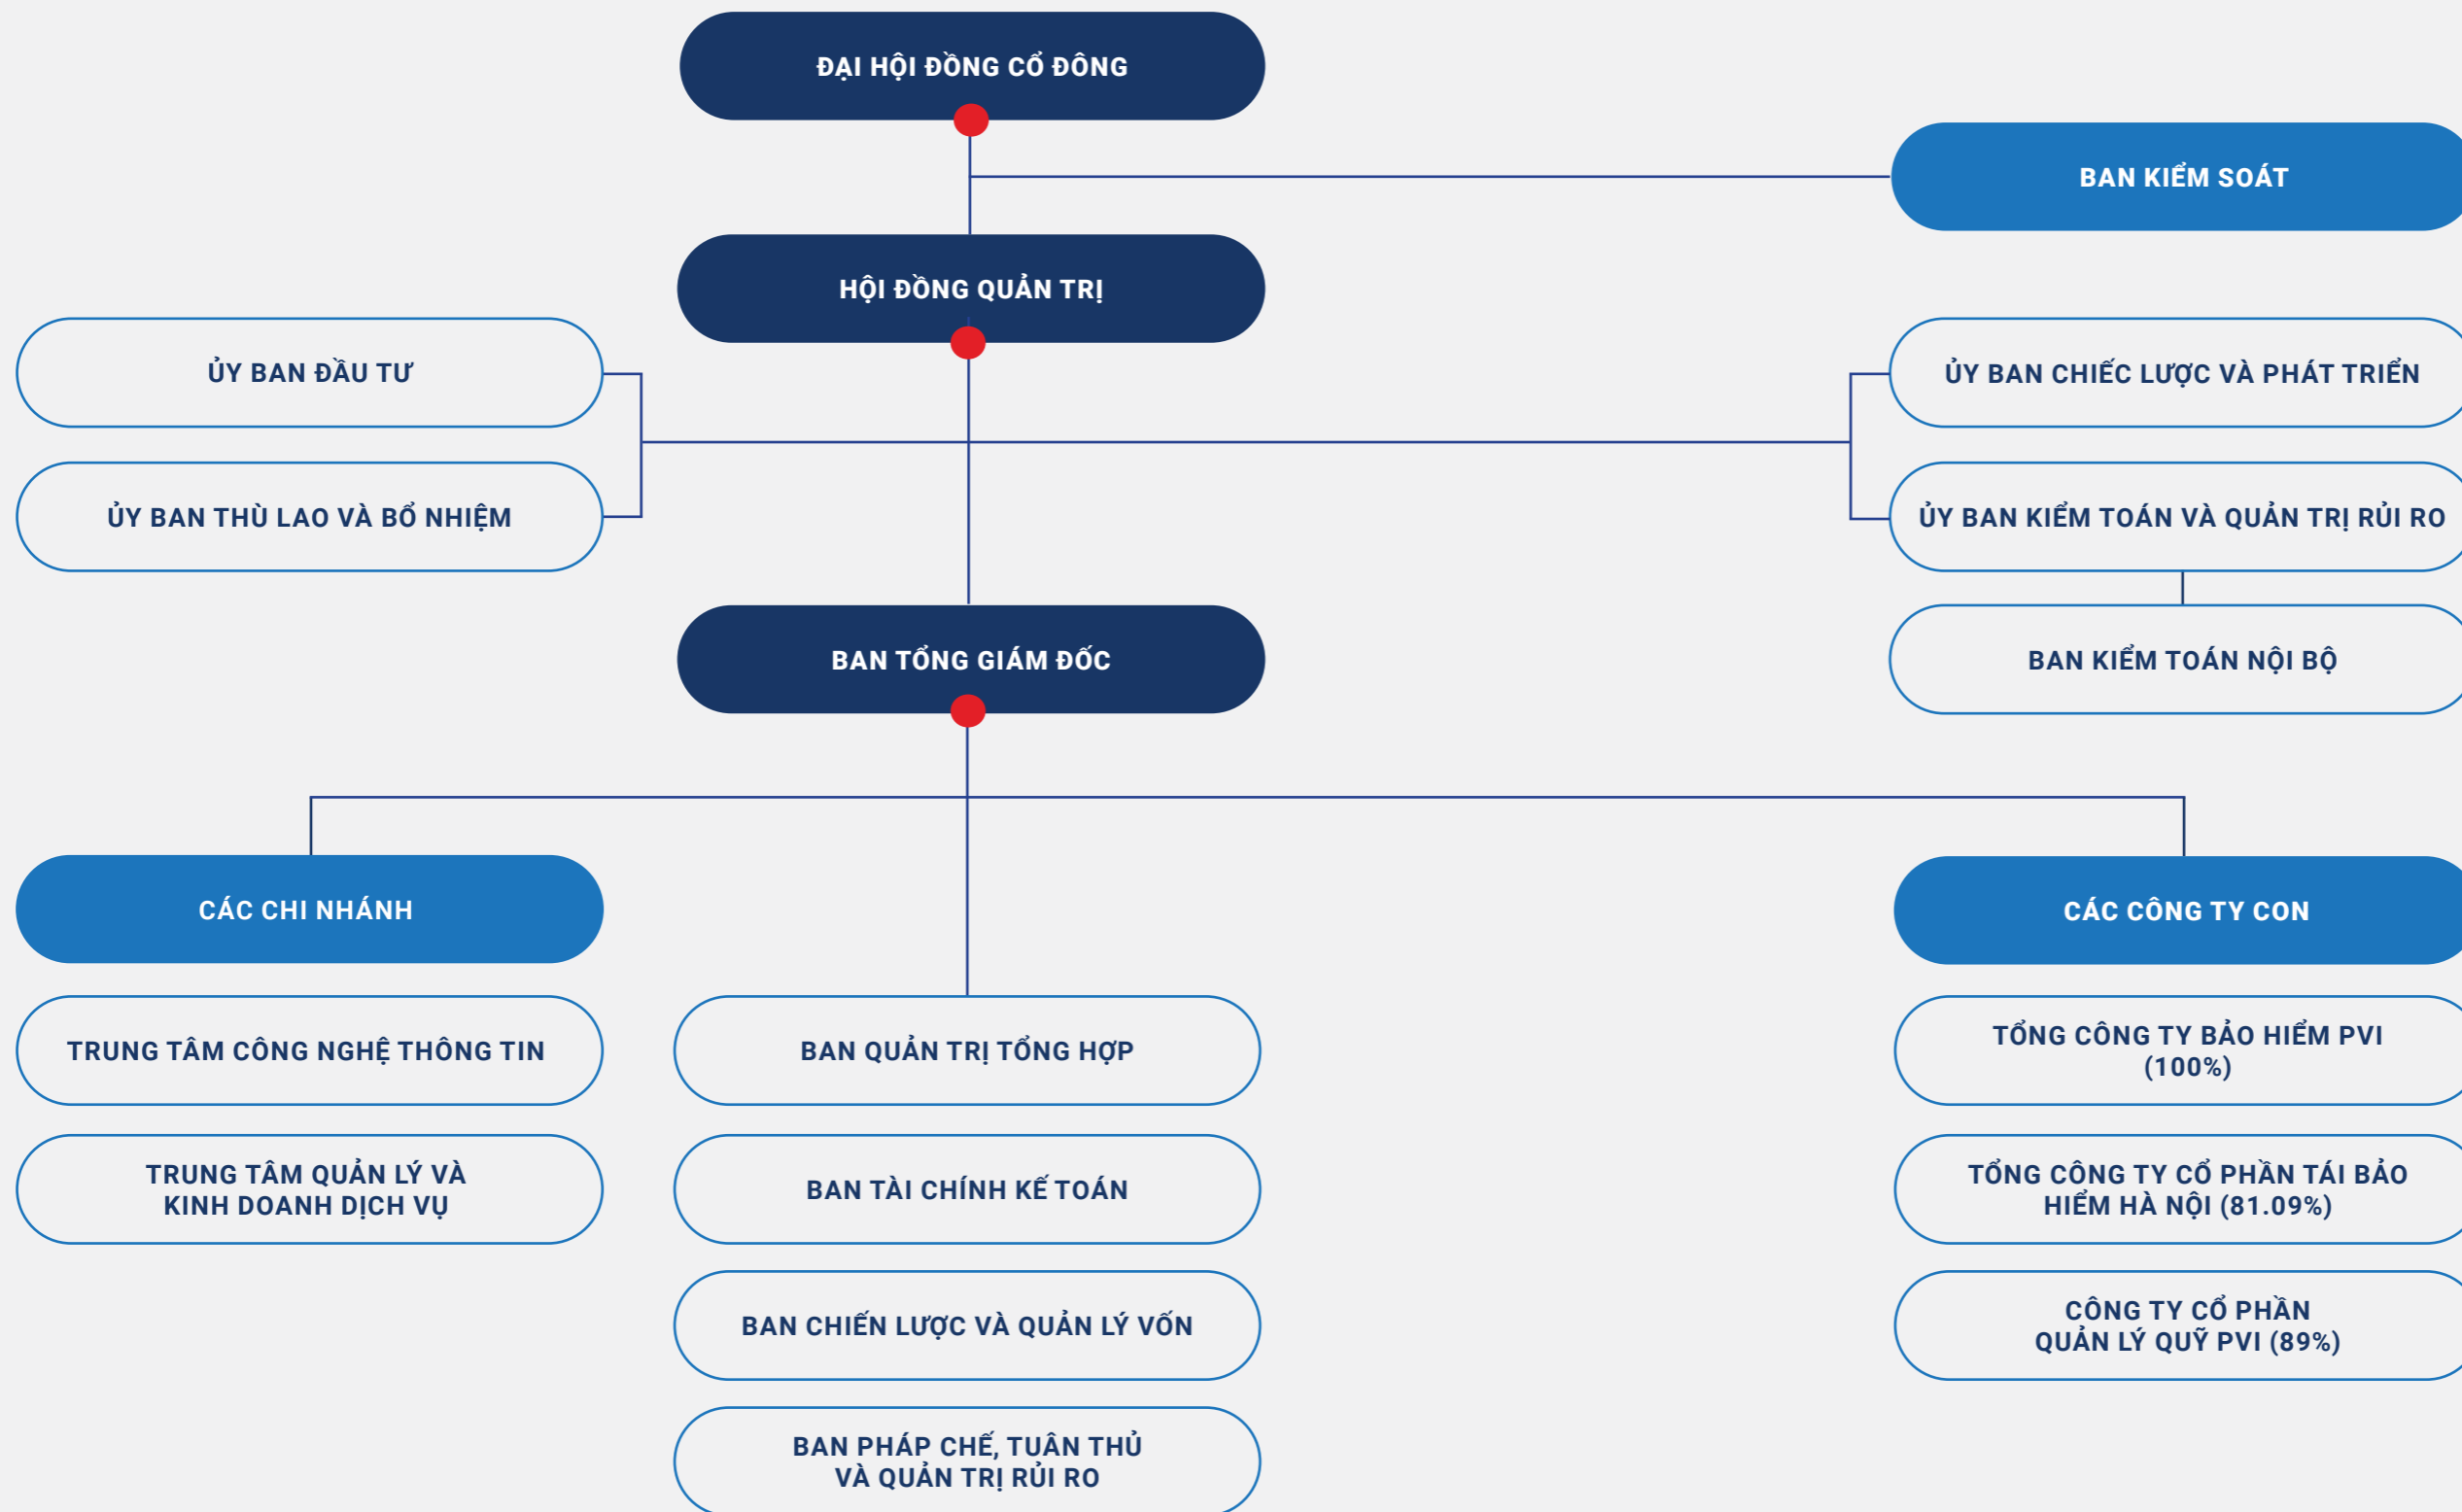 ĐẠI HỘI ĐỒNG CỔ ĐÔNG
BAN KIỂM SOÁT
HỘI ĐỒNG QUẢN TRỊ
ỦY BAN ĐẦU TƯ
ỦY BAN CHIẾC LƯỢC VÀ PHÁT TRIỂN
ỦY BAN THÙ LAO VÀ BỔ NHIỆM
ỦY BAN KIỂM TOÁN VÀ QUẢN TRỊ RỦI RO
BAN TỔNG GIÁM ĐỐC
BAN KIỂM TOÁN NỘI BỘ
CÁC CHI NHÁNH
CÁC CÔNG TY CON
TRUNG TÂM CÔNG NGHỆ THÔNG TIN
BAN QUẢN TRỊ TỔNG HỢP
TỔNG CÔNG TY BẢO HIỂM PVI
(100%)
TRUNG TÂM QUẢN LÝ VÀ
KINH DOANH DỊCH VỤ
BAN TÀI CHÍNH KẾ TOÁN
TỔNG CÔNG TY CỔ PHẦN TÁI BẢO
HIỂM HÀ NỘI (81.09%)
BAN CHIẾN LƯỢC VÀ QUẢN LÝ VỐN
CÔNG TY CỔ PHẦN
QUẢN LÝ QUỸ PVI (89%)
BAN PHÁP CHẾ, TUÂN THỦ
VÀ QUẢN TRỊ RỦI RO